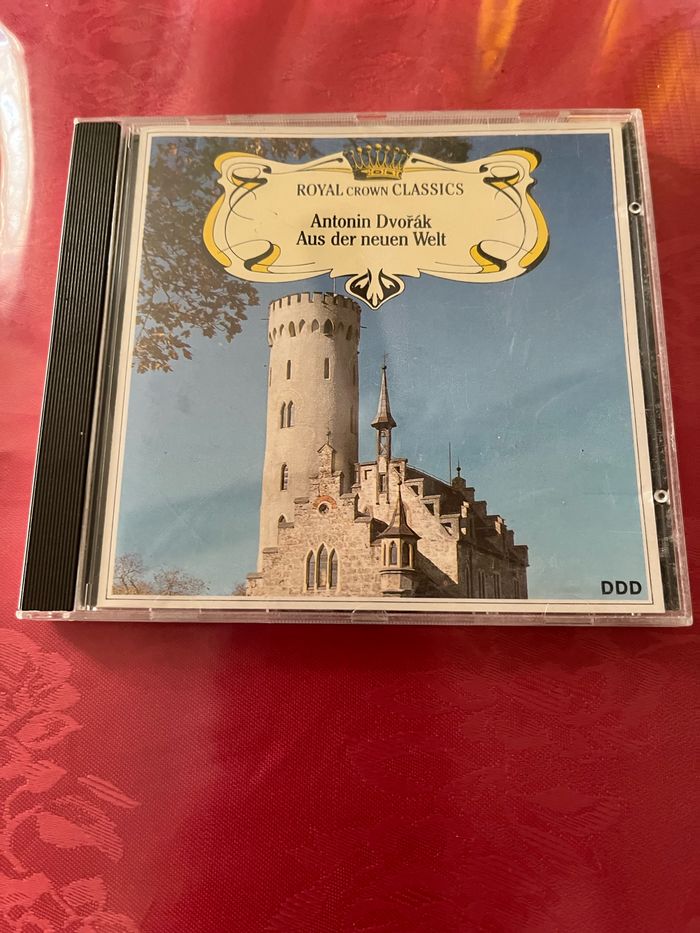 ROYAL CROWN CLASSICS
Antonin Dvořák
Aus der neuen Welt
DDD